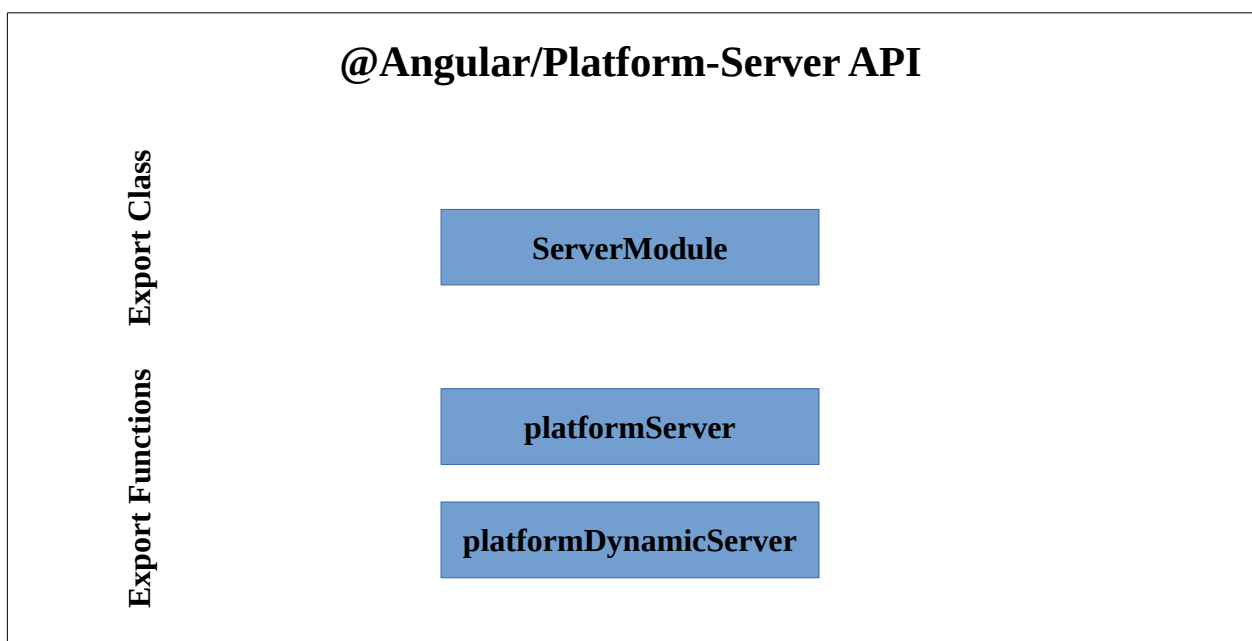 @Angular/Platform-Server API
Export Class
ServerModule
Export Functions
platformServer
platformDynamicServer